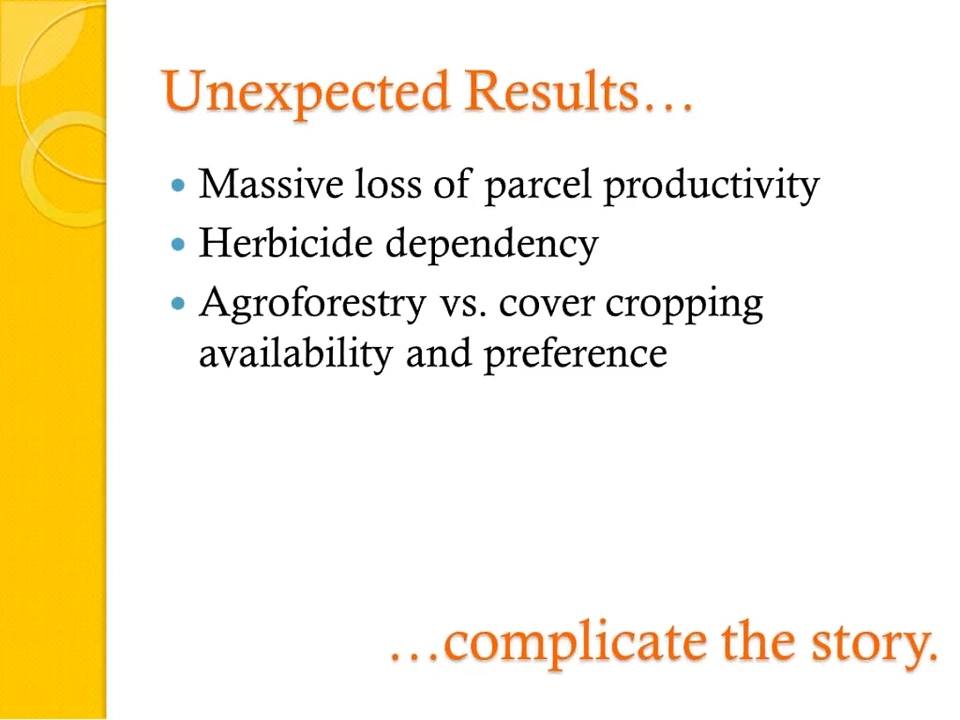 Unexpected Results…
• Massive loss of parcel productivity
• Herbicide dependency
• Agroforestry vs. cover cropping
availability and preference
…complicate the story.